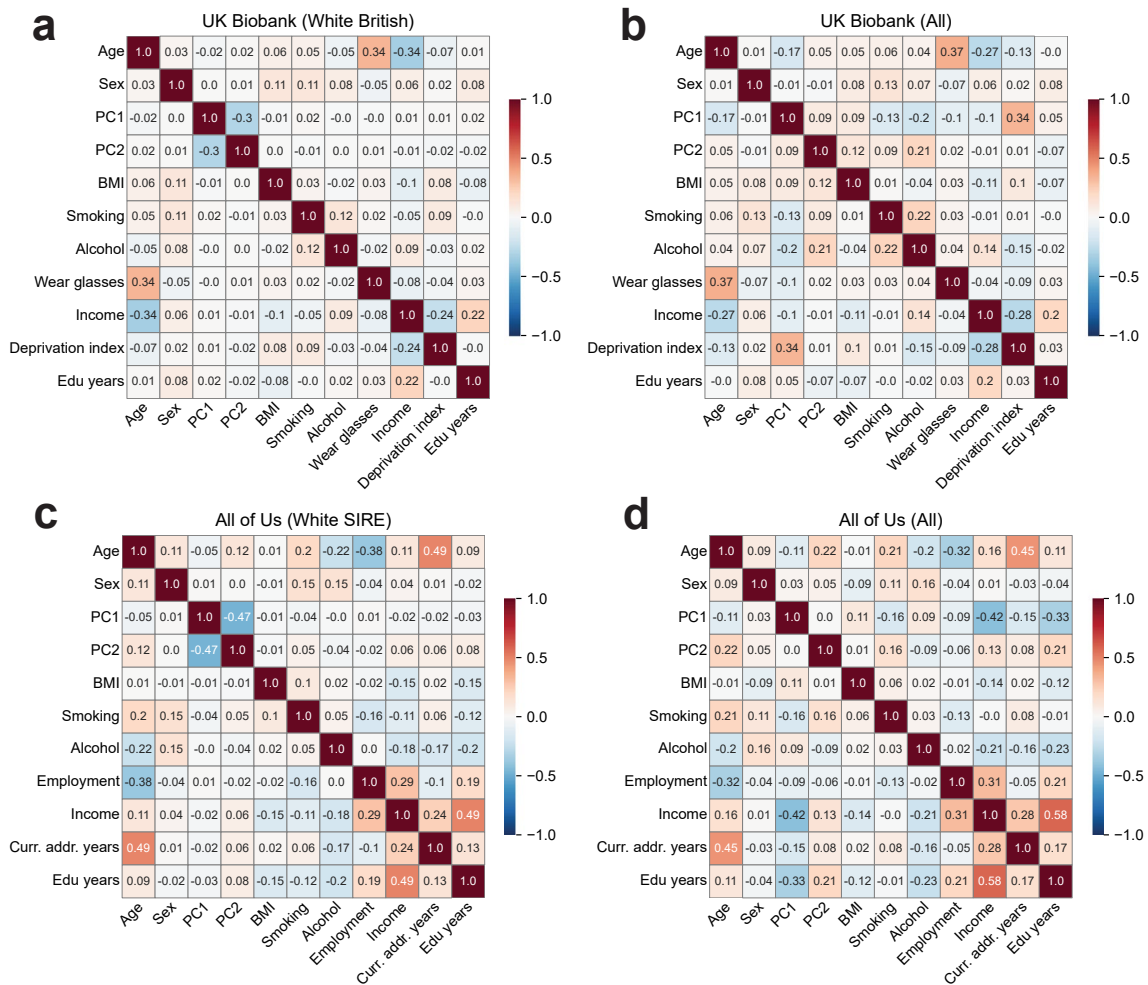 a
UK Biobank (White British)
Age 1.0 0.03 -0.02 0.02 0.06 0.05 -0.05 0.34 -0.34 -0.07 0.01
Sex 0.03 1.0 0.0 0.01 0.11 0.11 0.08 -0.05 0.06 0.02 0.08
PC1 -0.02 0.0 1.0 -0.3 -0.01 0.02 -0.0 -0.0 0.01 0.01 0.02
PC2 0.02 0.01 -0.3 1.0 0.0 -0.01 0.0 0.01 -0.01 -0.02 -0.02
BMI 0.06 0.11 -0.01 0.0 1.0 0.03 -0.02 0.03 -0.1 0.08 -0.08
Smoking 0.05 0.11 0.02 -0.01 0.03 1.0 0.12 0.02 -0.05 0.09 -0.0
Alcohol -0.05 0.08 -0.0 0.0 -0.02 0.12 1.0 -0.02 0.09 -0.03 0.02
Wear glasses 0.34 -0.05 -0.0 0.01 0.03 0.02 -0.02 1.0 -0.08 -0.04 0.03
Income -0.34 0.06 0.01 -0.01 -0.1 -0.05 0.09 -0.08 1.0 -0.24 0.22
Deprivation index -0.07 0.02 0.01 -0.02 0.08 0.09 -0.03 -0.04 -0.24 1.0 -0.0
Edu years 0.01 0.08 0.02 -0.02 -0.08 -0.0 0.02 0.03 0.22 -0.0 1.0
Age Sex PC1 PC2 BMI Smoking Alcohol Wear glasses Income Deprivation index Edu years
1.0
0.5
0.0
−0.5
−1.0
b
UK Biobank (All)
Age 1.0 0.01 -0.17 0.05 0.05 0.06 0.04 0.37 -0.27 -0.13 -0.0
Sex 0.01 1.0 -0.01 -0.01 0.08 0.13 0.07 -0.07 0.06 0.02 0.08
PC1 -0.17 -0.01 1.0 0.09 0.09 -0.13 -0.2 -0.1 -0.1 0.34 0.05
PC2 0.05 -0.01 0.09 1.0 0.12 0.09 0.21 0.02 -0.01 0.01 -0.07
BMI 0.05 0.08 0.09 0.12 1.0 0.01 -0.04 0.03 -0.11 0.1 -0.07
Smoking 0.06 0.13 -0.13 0.09 0.01 1.0 0.22 0.03 -0.01 0.01 -0.0
Alcohol 0.04 0.07 -0.2 0.21 -0.04 0.22 1.0 0.04 0.14 -0.15 -0.02
Wear glasses 0.37 -0.07 -0.1 0.02 0.03 0.03 0.04 1.0 -0.04 -0.09 0.03
Income -0.27 0.06 -0.1 -0.01 -0.11 -0.01 0.14 -0.04 1.0 -0.28 0.2
Deprivation index -0.13 0.02 0.34 0.01 0.1 0.01 -0.15 -0.09 -0.28 1.0 0.03
Edu years -0.0 0.08 0.05 -0.07 -0.07 -0.0 -0.02 0.03 0.2 0.03 1.0
Age Sex PC1 PC2 BMI Smoking Alcohol Wear glasses Income Deprivation index Edu years
1.0
0.5
0.0
−0.5
−1.0
c
All of Us (White SIRE)
Age 1.0 0.11 -0.05 0.12 0.01 0.2 -0.22 -0.38 0.11 0.49 0.09
Sex 0.11 1.0 0.01 0.0 -0.01 0.15 0.15 -0.04 0.04 0.01 -0.02
PC1 -0.05 0.01 1.0 -0.47 -0.01 -0.04 -0.0 0.01 -0.02 -0.02 -0.03
PC2 0.12 0.0 -0.47 1.0 -0.01 0.05 -0.04 -0.02 0.06 0.06 0.08
BMI 0.01 -0.01 -0.01 -0.01 1.0 0.1 0.02 -0.02 -0.15 0.02 -0.15
Smoking 0.2 0.15 -0.04 0.05 0.1 1.0 0.05 -0.16 -0.11 0.06 -0.12
Alcohol -0.22 0.15 -0.0 -0.04 0.02 0.05 1.0 0.0 -0.18 -0.17 -0.2
Employment -0.38 -0.04 0.01 -0.02 -0.02 -0.16 0.0 1.0 0.29 -0.1 0.19
Income 0.11 0.04 -0.02 0.06 -0.15 -0.11 -0.18 0.29 1.0 0.24 0.49
Curr. addr. years 0.49 0.01 -0.02 0.06 0.02 0.06 -0.17 -0.1 0.24 1.0 0.13
Edu years 0.09 -0.02 -0.03 0.08 -0.15 -0.12 -0.2 0.19 0.49 0.13 1.0
Age Sex PC1 PC2 BMI Smoking Alcohol Employment Income Curr. addr. years Edu years
1.0
0.5
0.0
−0.5
−1.0
d
All of Us (All)
Age 1.0 0.09 -0.11 0.22 -0.01 0.21 -0.2 -0.32 0.16 0.45 0.11
Sex 0.09 1.0 0.03 0.05 -0.09 0.11 0.16 -0.04 0.01 -0.03 -0.04
PC1 -0.11 0.03 1.0 0.0 0.11 -0.16 0.09 -0.09 -0.42 -0.15 -0.33
PC2 0.22 0.05 0.0 1.0 0.01 0.16 -0.09 -0.06 0.13 0.08 0.21
BMI -0.01 -0.09 0.11 0.01 1.0 0.06 0.02 -0.01 -0.14 0.02 -0.12
Smoking 0.21 0.11 -0.16 0.16 0.06 1.0 0.03 -0.13 -0.0 0.08 -0.01
Alcohol -0.2 0.16 0.09 -0.09 0.02 0.03 1.0 -0.02 -0.21 -0.16 -0.23
Employment -0.32 -0.04 -0.09 -0.06 -0.01 -0.13 -0.02 1.0 0.31 -0.05 0.21
Income 0.16 0.01 -0.42 0.13 -0.14 -0.0 -0.21 0.31 1.0 0.28 0.58
Curr. addr. years 0.45 -0.03 -0.15 0.08 0.02 0.08 -0.16 -0.05 0.28 1.0 0.17
Edu years 0.11 -0.04 -0.33 0.21 -0.12 -0.01 -0.23 0.21 0.58 0.17 1.0
Age Sex PC1 PC2 BMI Smoking Alcohol Employment Income Curr. addr. years Edu years
1.0
0.5
0.0
−0.5
−1.0